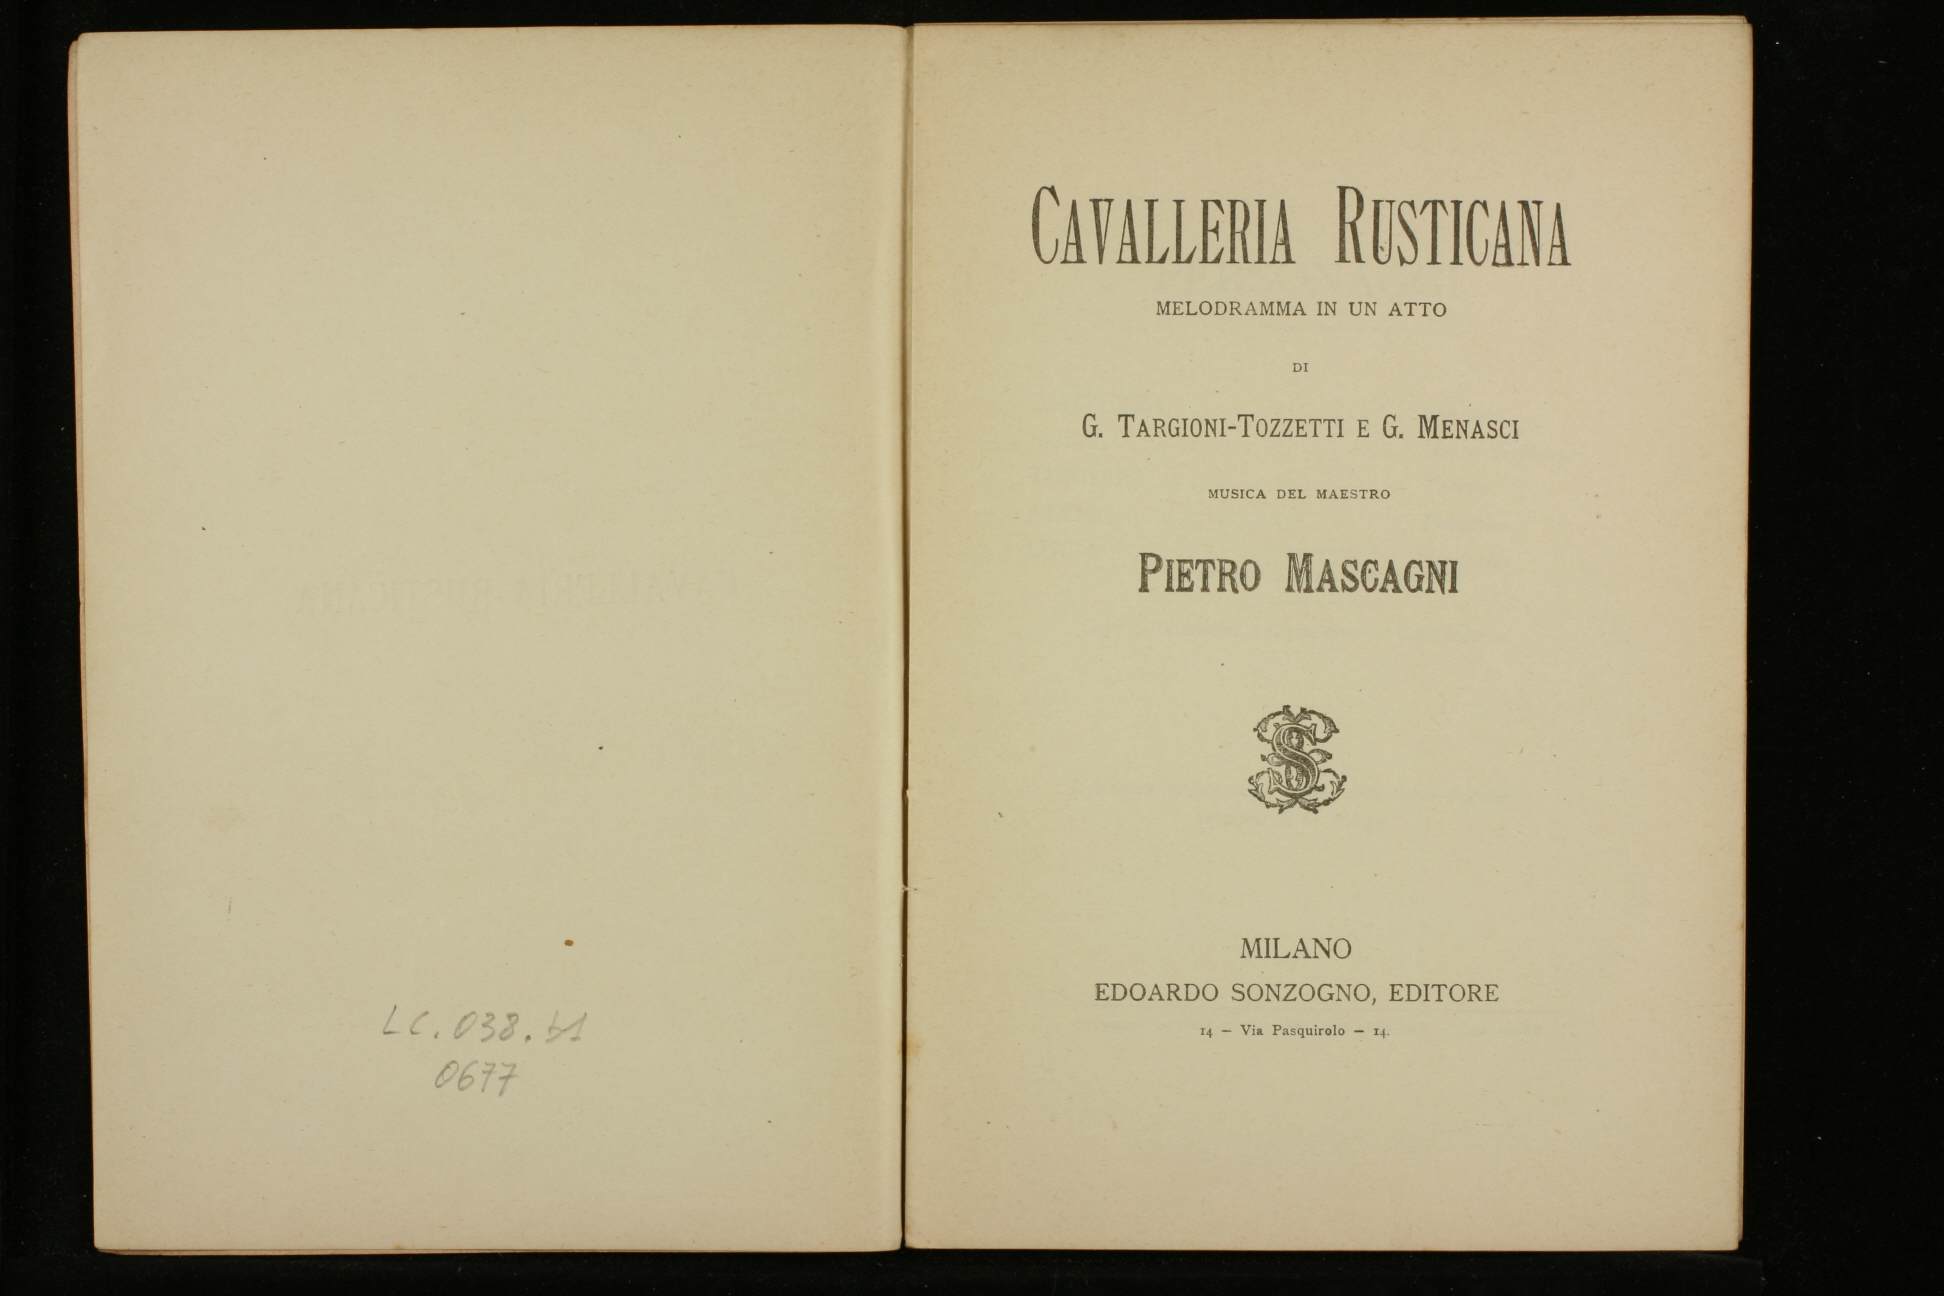 LC.038.b1
0677
CAVALLERIA RUSTICANA
MELODRAMMA IN UN ATTO
DI
G. TARGIONI-TOZZETTI E G. MENASCI
MUSICA DEL MAESTRO
PIETRO MASCAGNI
MILANO
EDOARDO SONZOGNO, EDITORE
14 — Via Pasquirolo — 14.